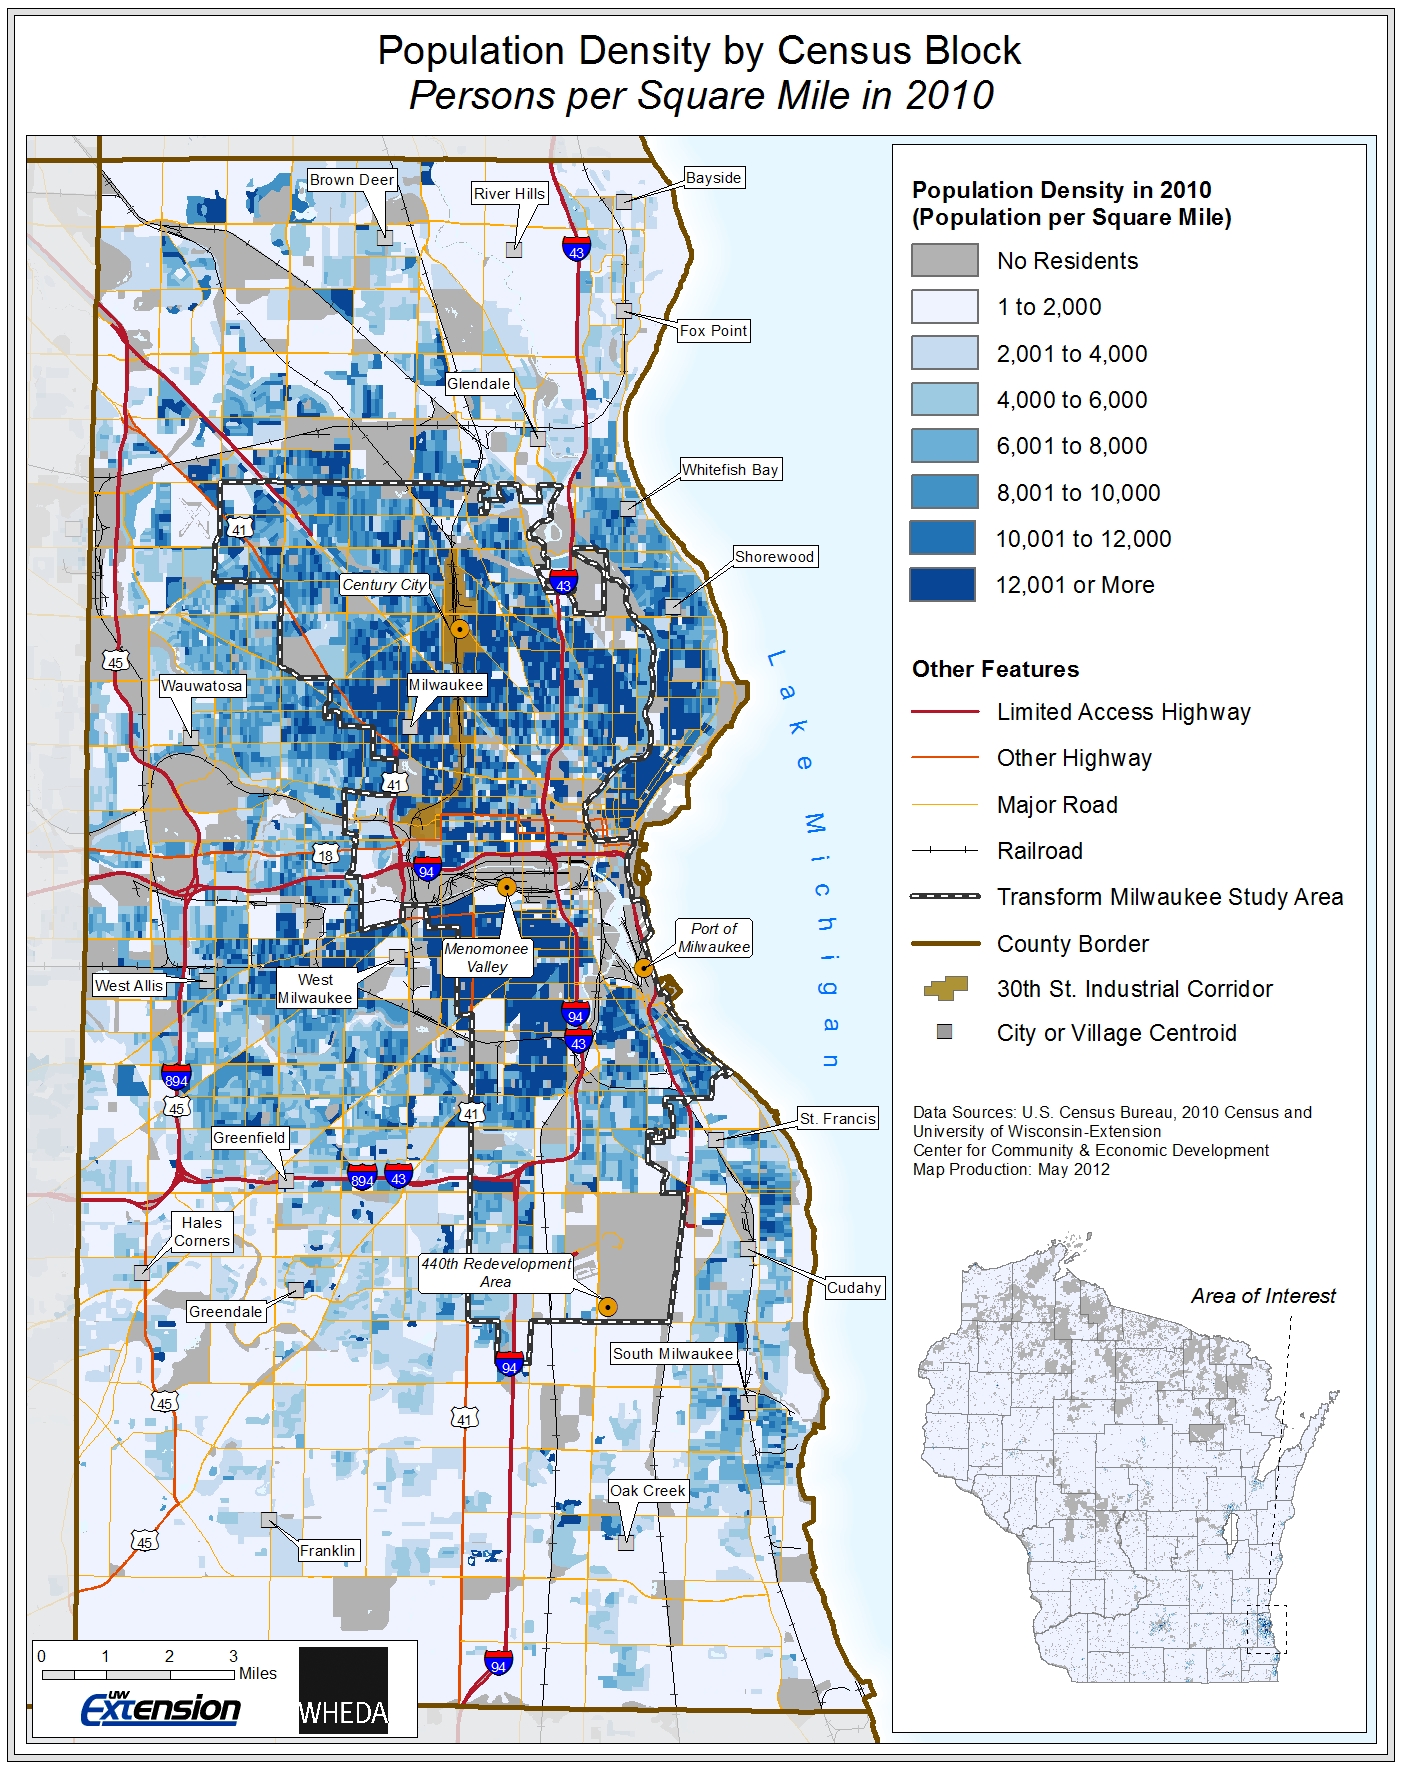 Population Density by Census Block
Persons per Square Mile in 2010
Brown Deer
River Hills
Bayside
43
Fox Point
Glendale
Whitefish Bay
41
Shorewood
Century City
43
45
Wauwatosa
Milwaukee
41
18
94
Menomonee
Valley
Port of
Milwaukee
West Allis
West
Milwaukee
94
43
894
45
41
St. Francis
Greenfield
894
43
Hales
Corners
440th Redevelopment
Area
Cudahy
Greendale
South Milwaukee
94
45
41
Oak Creek
45
Franklin
94
Lake Michigan
0 1 2 3
Miles
UW
Extension
WHEDA
Population Density in 2010
(Population per Square Mile)
No Residents
1 to 2,000
2,001 to 4,000
4,000 to 6,000
6,001 to 8,000
8,001 to 10,000
10,001 to 12,000
12,001 or More
Other Features
Limited Access Highway
Other Highway
Major Road
Railroad
Transform Milwaukee Study Area
County Border
30th St. Industrial Corridor
City or Village Centroid
Data Sources: U.S. Census Bureau, 2010 Census and
University of Wisconsin-Extension
Center for Community & Economic Development
Map Production: May 2012
Area of Interest